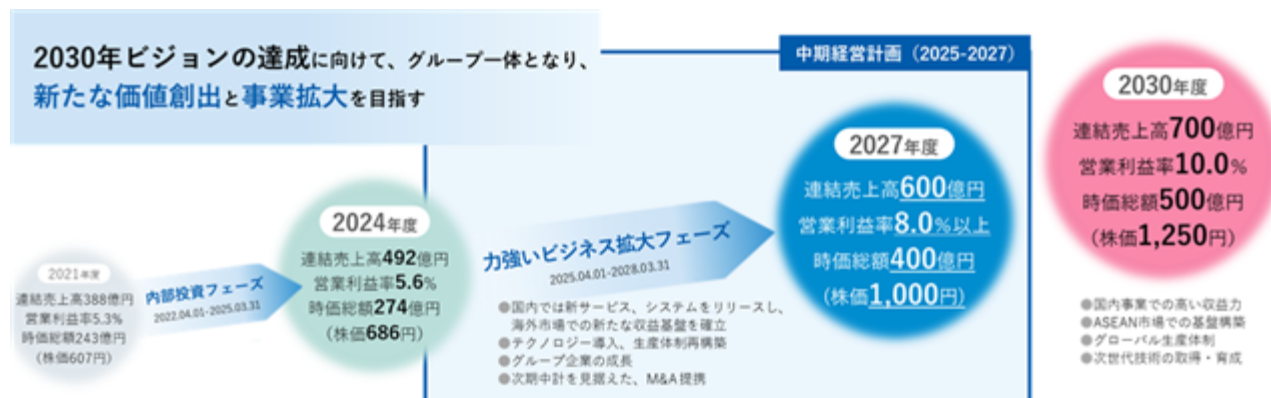 2030年ビジョンの達成に向けて、グループ一体となり、
新たな価値創出と事業拡大を目指す
2021年度
連結売上高388億円
営業利益率5.3%
時価総額243億円
(株価607円)
内部投資フェーズ
2022.04.01-2025.03.31
2024年度
連結売上高492億円
営業利益率5.6%
時価総額274億円
(株価686円)
力強いビジネス拡大フェーズ
2025.04.01-2028.03.31
●国内では新サービス、システムをリリースし、
海外市場での新たな収益基盤を確立
●テクノロジー導入、生産体制再構築
●グループ企業の成長
●次期中計を見据えた、M&A提携
中期経営計画(2025-2027)
2027年度
連結売上高600億円
営業利益率8.0%以上
時価総額400億円
(株価1,000円)
2030年度
連結売上高700億円
営業利益率10.0%
時価総額500億円
(株価1,250円)
●国内事業での高い収益力
●ASEAN市場での基盤構築
●グローバル生産体制
●次世代技術の取得・育成